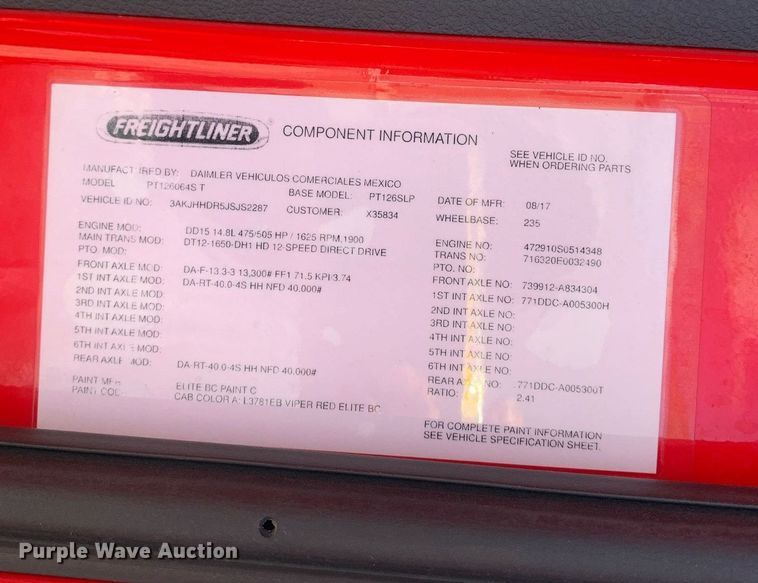 FREIGHTLINER COMPONENT INFORMATION
SEE VEHICLE ID NO.
WHEN ORDERING PARTS
MANUFACTURED BY: DAIMLER VEHICULOS COMERCIALES MEXICO
MODEL PT126064S T BASE MODEL: PT126SLP DATE OF MFR: 08/17
VEHICLE ID NO: 3AKJHHDR5JSJS2287 CUSTOMER: X35834 WHEELBASE: 235
ENGINE MOD: DD15 14.8L 475/505 HP / 1625 RPM,1900 ENGINE NO: 472910S0514348
MAIN TRANS MOD: DT12-1650-DH1 HD 12-SPEED DIRECT DRIVE TRANS NO: 716320E0032490
PTO. MOD: PTO. NO:
FRONT AXLE MOD: DA-F-13.3-3 13,300# FF1 71.5 KPI/3.74 FRONT AXLE NO: 739912-A834304
1ST INT AXLE MOD: DA-RT-40.0-4S HH NFD 40.000# 1ST INT AXLE NO: 771DDC-A005300H
2ND INT AXLE MOD: 2ND INT AXLE NO:
3RD INT AXLE MOD: 3RD INT AXLE NO:
4TH INT AXLE MOD: 4TH INT AXLE NO:
5TH INT AXLE MOD: 5TH INT AXLE NO:
6TH INT AXLE MOD: 6TH INT AXLE NO:
REAR AXLE MOD: DA-RT-40.0-4S HH NFD 40.000# REAR AXLE NO: 771DDC-A005300T
RATIO: 2.41
PAINT MFR ELITE BC PAINT C
PAINT COL CAB COLOR A: L3781EB VIPER RED ELITE BC
FOR COMPLETE PAINT INFORMATION
SEE VEHICLE SPECIFICATION SHEET.
Purple Wave Auction